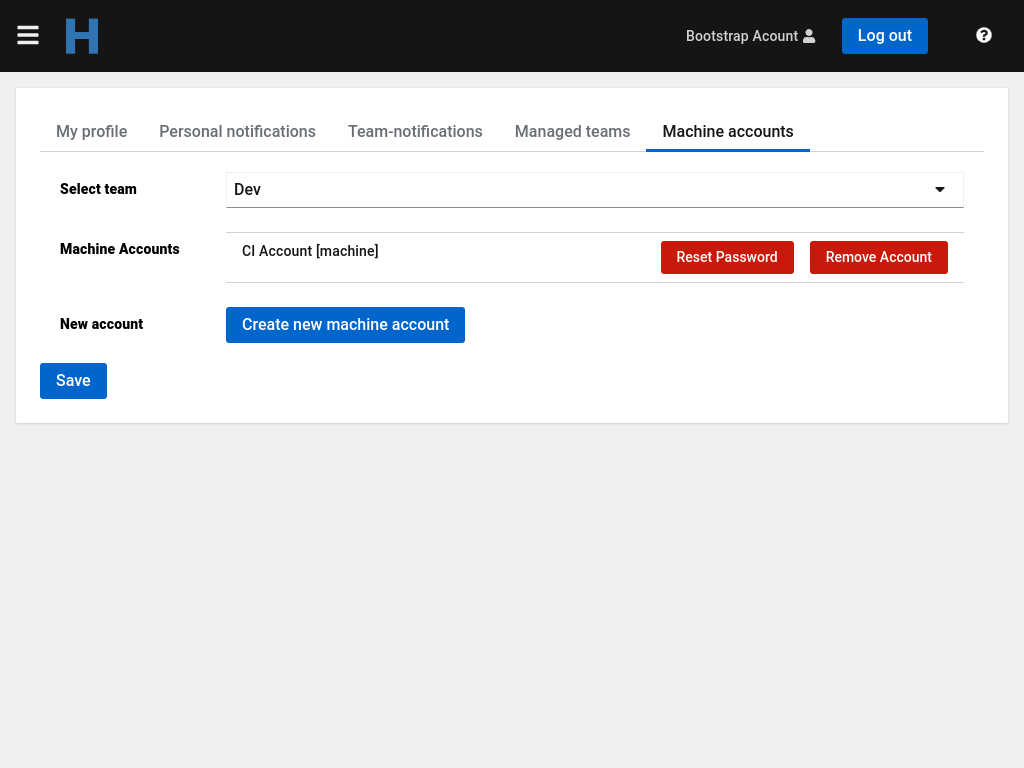 H
Bootstrap Acount
Log out
My profile
Personal notifications
Team-notifications
Managed teams
Machine accounts
Select team
Dev
Machine Accounts
CI Account [machine]
Reset Password
Remove Account
New account
Create new machine account
Save